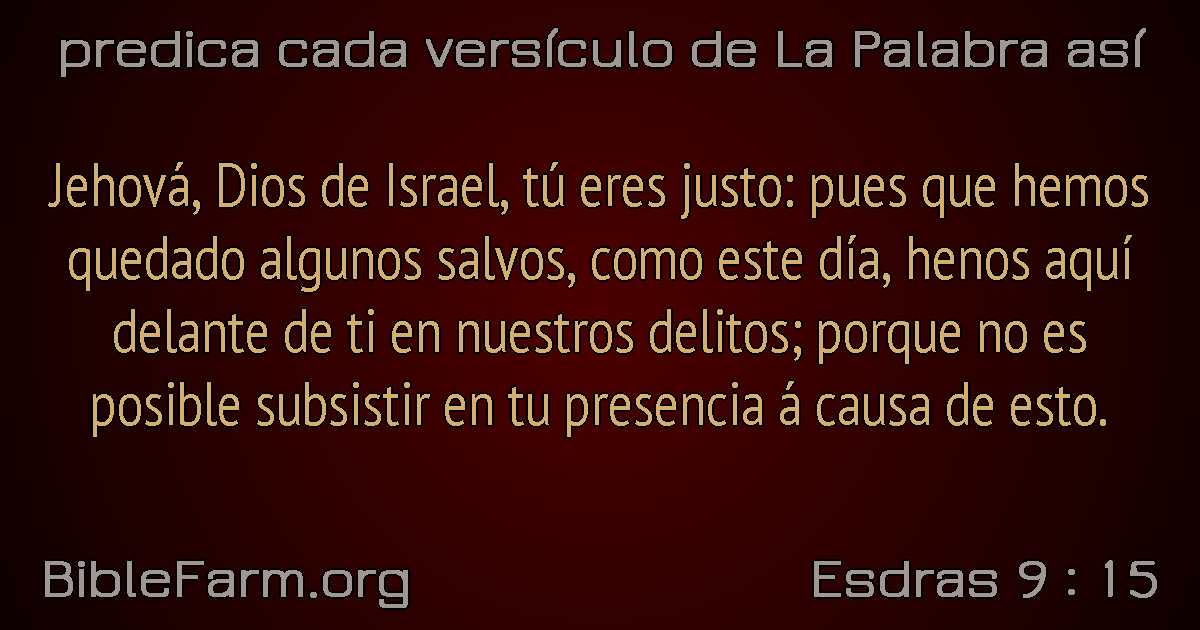 predica cada versículo de La Palabra así
Jehová, Dios de Israel, tú eres justo: pues que hemos
quedado algunos salvos, como este día, henos aquí
delante de ti en nuestros delitos; porque no es
posible subsistir en tu presencia á causa de esto.
BibleFarm.org
Esdras 9 : 15